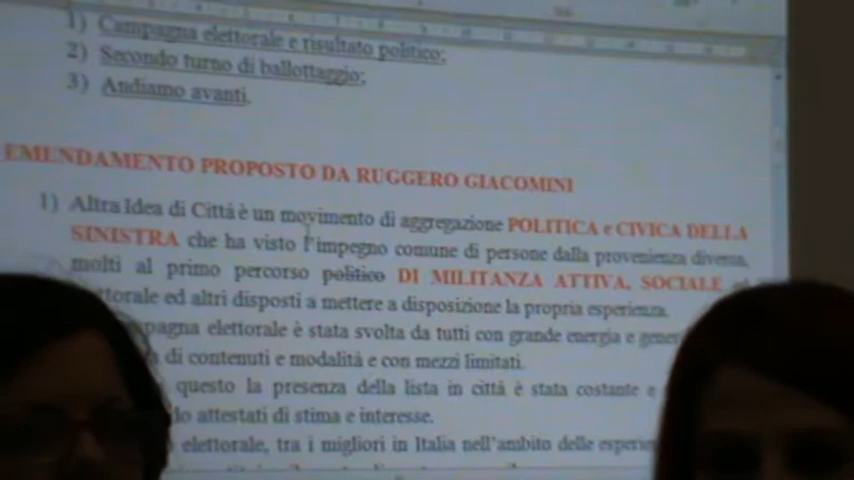 1) Campagna elettorale e risultato politico;
2) Secondo turno di ballottaggio;
3) Andiamo avanti.
EMENDAMENTO PROPOSTO DA RUGGERO GIACOMINI
1) Altra Idea di Città è un movimento di aggregazione POLITICA e CIVICA DELLA
SINISTRA che ha visto l'impegno comune di persone dalla provenienza diversa,
molti al primo percorso politico DI MILITANZA ATTIVA, SOCIALE
ed altri disposti a mettere a disposizione la propria esperienza.
elettorale è stata svolta da tutti con grande energia e
di contenuti e modalità e con mezzi limitati.
questo la presenza della lista in città è stata costante e
attestati di stima e interesse.
elettorale, tra i migliori in Italia nell'ambito delle